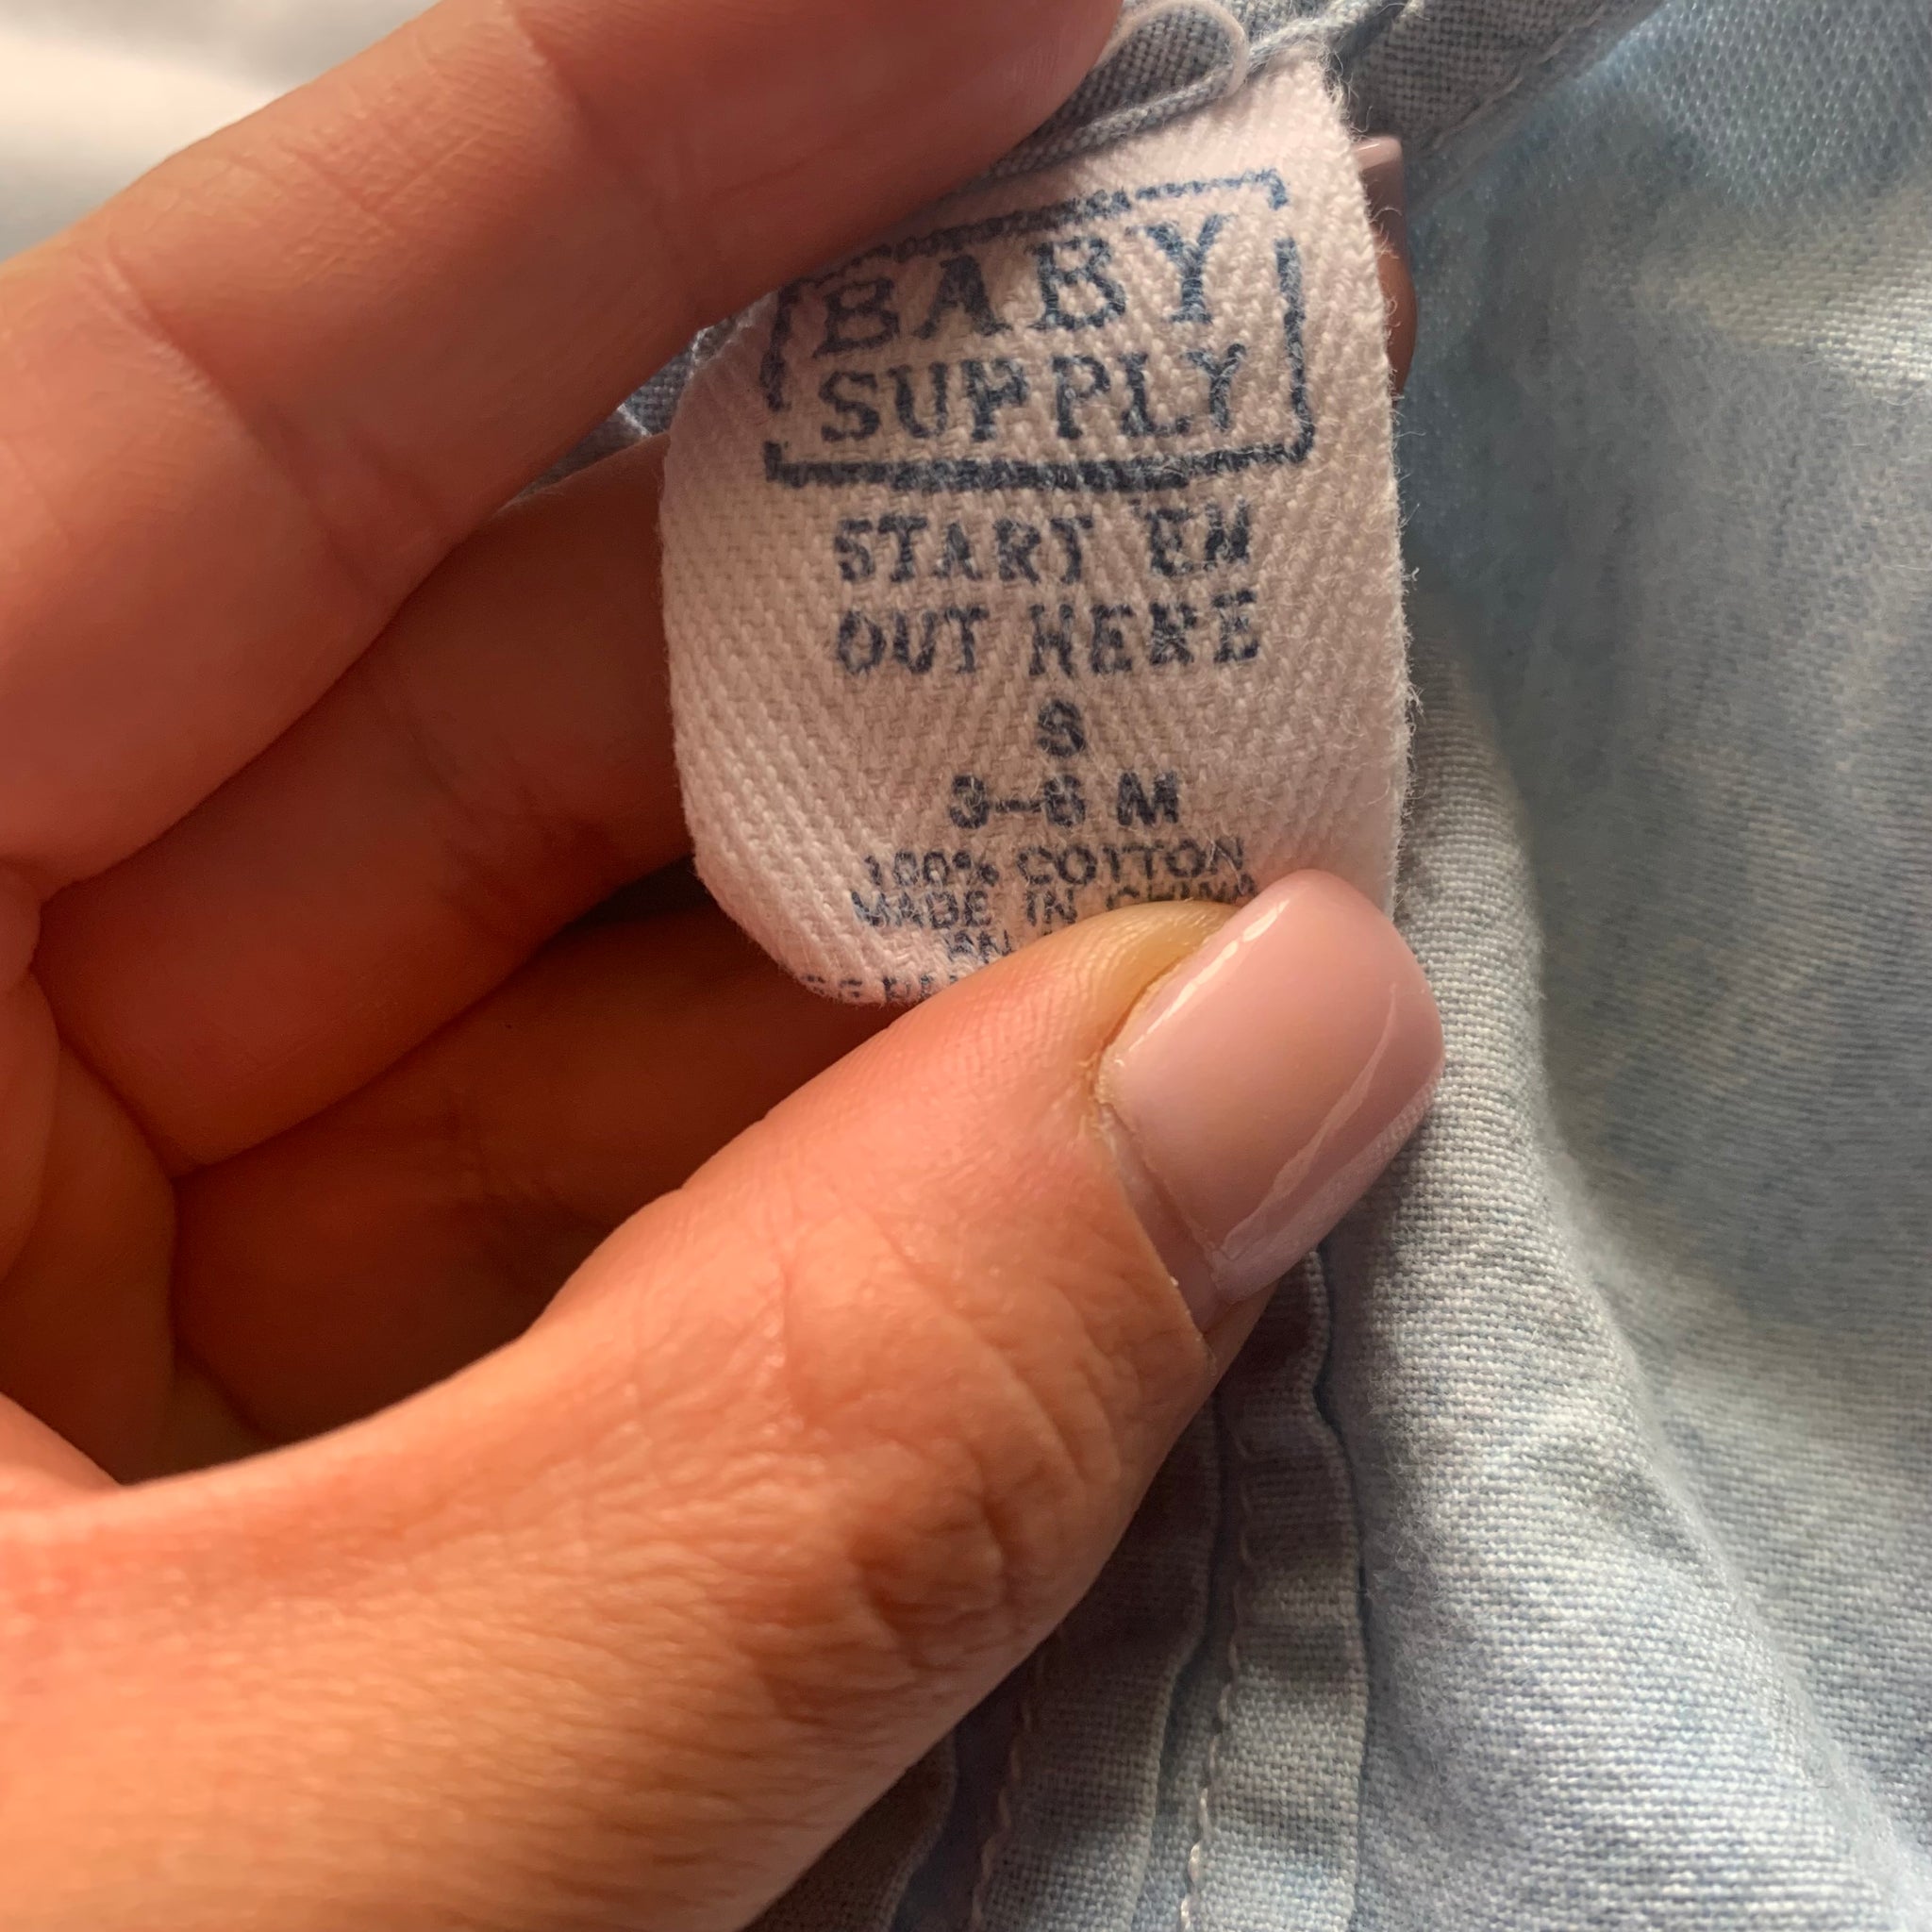 BABY
SUPPLY
START EM
OUT HERE
S
3–6 M
100% COTTON
MADE IN CHINA